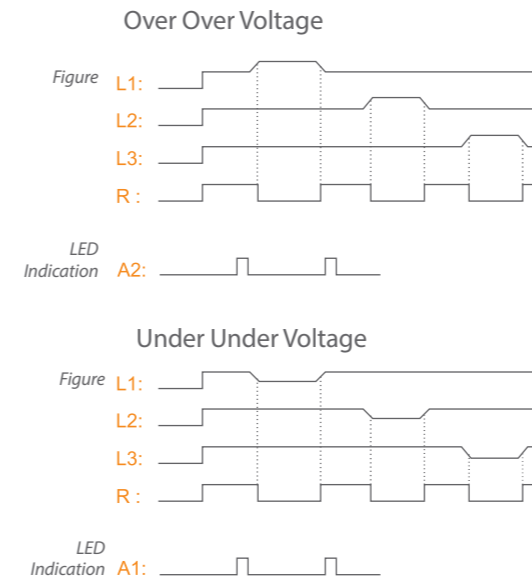 Over Over Voltage
Figure L1:
L2:
L3:
R :
LED
Indication A2:
Under Under Voltage
Figure L1:
L2:
L3:
R :
LED
Indication A1: